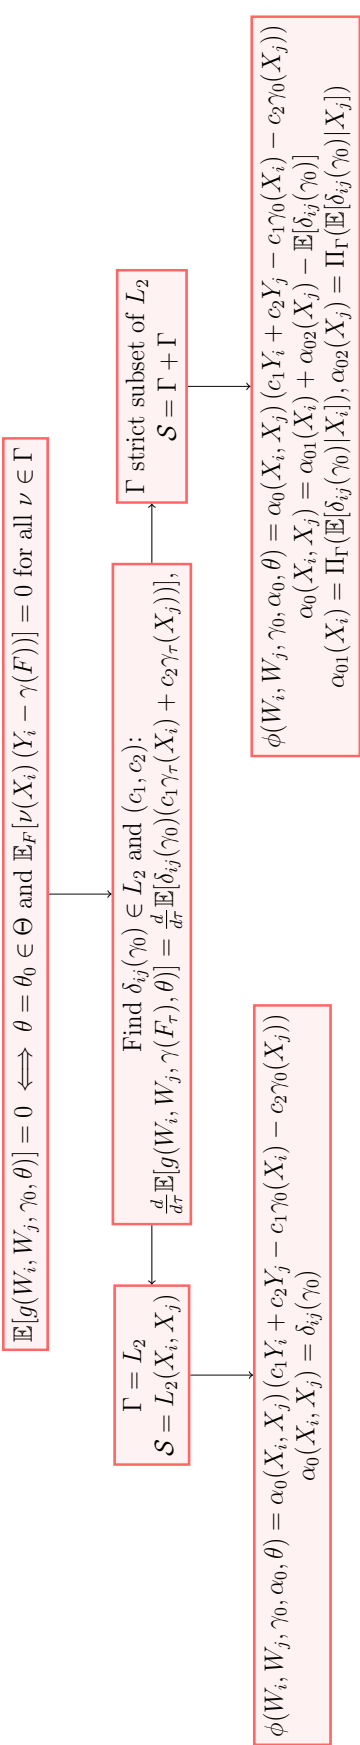 𝔼[g(W_i, W_j, γ_0, θ)] = 0 ⟺ θ = θ_0 ∈ Θ and 𝔼_F[ν(X_i) (Y_i − γ(F))] = 0 for all ν ∈ Γ
Find δ_{ij}(γ_0) ∈ L_2 and (c_1, c_2):
d/dτ 𝔼[g(W_i, W_j, γ(F_τ), θ)] = d/dτ 𝔼[δ_{ij}(γ_0)(c_1γ_τ(X_i) + c_2γ_τ(X_j))],
Γ = L_2
𝒮 = L_2(X_i, X_j)
Γ strict subset of L_2
𝒮 = Γ + Γ
ϕ(W_i, W_j, γ_0, α_0, θ) = α_0(X_i, X_j) (c_1Y_i + c_2Y_j − c_1γ_0(X_i) − c_2γ_0(X_j))
α_0(X_i, X_j) = δ_{ij}(γ_0)
ϕ(W_i, W_j, γ_0, α_0, θ) = α_0(X_i, X_j) (c_1Y_i + c_2Y_j − c_1γ_0(X_i) − c_2γ_0(X_j))
α_0(X_i, X_j) = α_{01}(X_i) + α_{02}(X_j) − 𝔼[δ_{ij}(γ_0)]
α_{01}(X_i) = Π_Γ(𝔼[δ_{ij}(γ_0)|X_i]), α_{02}(X_j) = Π_Γ(𝔼[δ_{ij}(γ_0)|X_j])